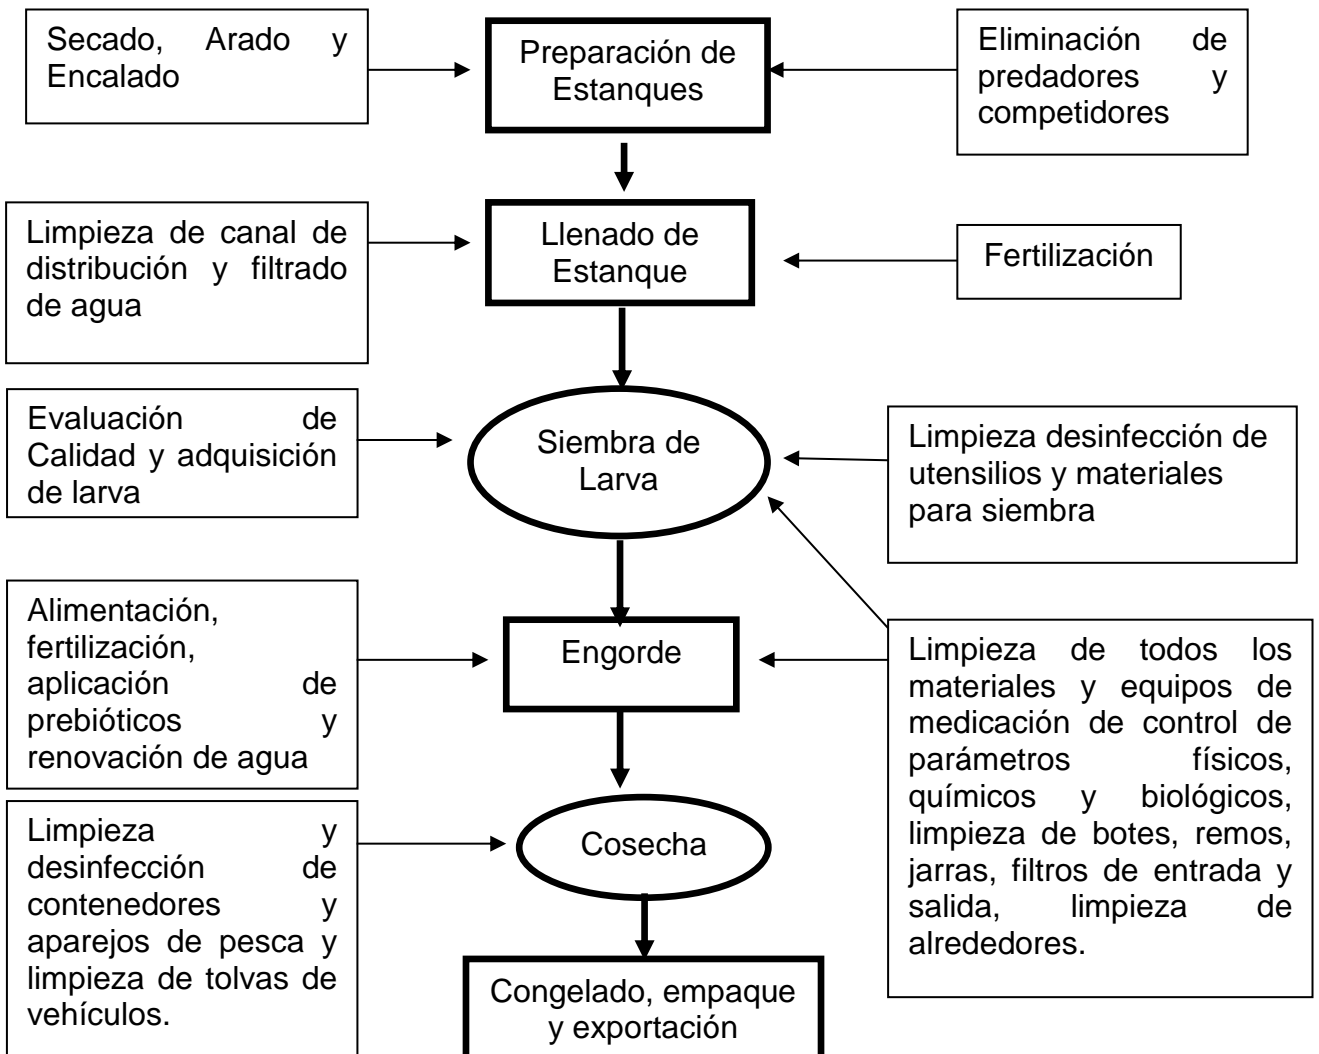 Secado, Arado y
Encalado
Preparación de
Estanques
Eliminación de
predadores y
competidores
Limpieza de canal de
distribución y filtrado
de agua
Llenado de
Estanque
Fertilización
Evaluación de
Calidad y adquisición
de larva
Siembra de
Larva
Limpieza desinfección de
utensilios y materiales
para siembra
Alimentación,
fertilización,
aplicación de
prebióticos y
renovación de agua
Engorde
Limpieza de todos los
materiales y equipos de
medicación de control de
parámetros físicos,
químicos y biológicos,
limpieza de botes, remos,
jarras, filtros de entrada y
salida, limpieza de
alrededores.
Limpieza y
desinfección de
contenedores y
aparejos de pesca y
limpieza de tolvas de
vehículos.
Cosecha
Congelado, empaque
y exportación